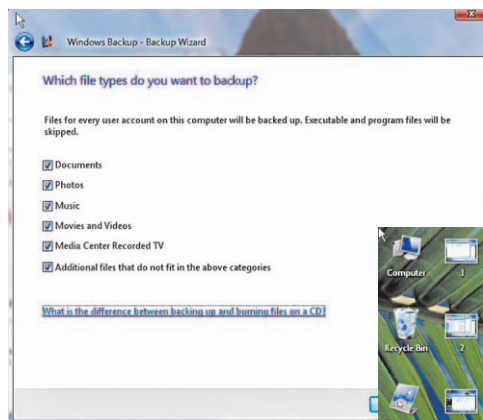 Windows Backup - Backup Wizard
Which file types do you want to backup?
Files for every user account on this computer will be backed up. Executable and program files will be
skipped.
Documents
Photos
Music
Movies and Videos
Media Center Recorded TV
Additional files that do not fit in the above categories
What is the difference between backing up and burning files on a CD?
Computer
1
Recycle Bin
2